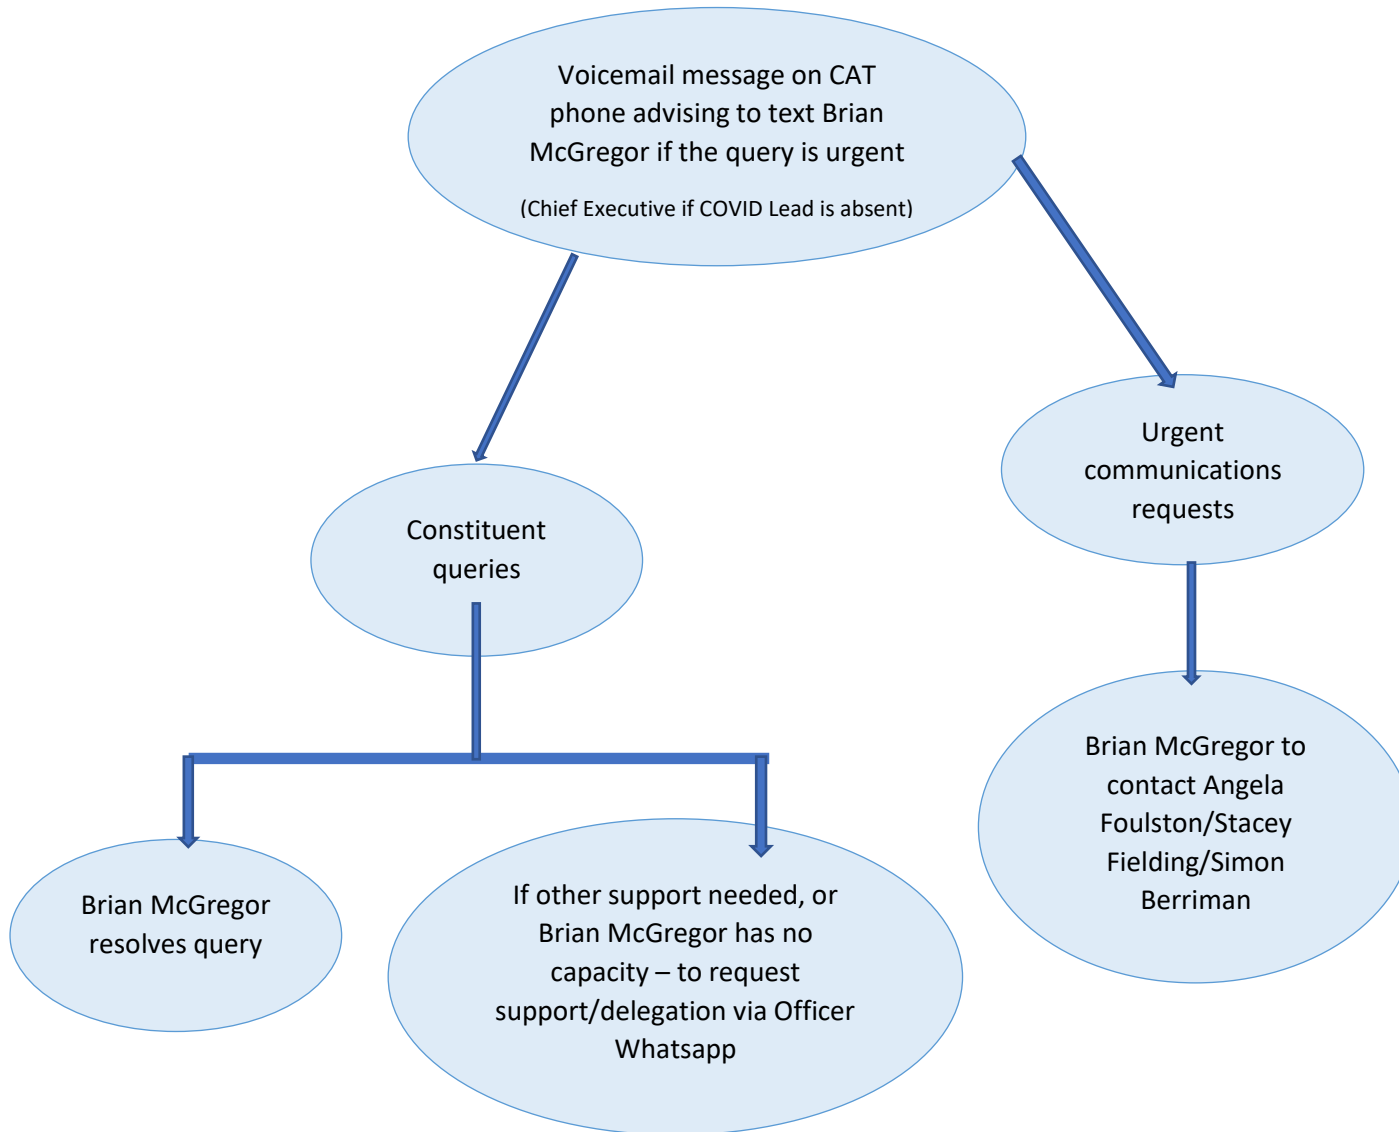 Voicemail message on CAT
phone advising to text Brian
McGregor if the query is urgent
(Chief Executive if COVID Lead is absent)
Urgent
communications
requests
Constituent
queries
Brian McGregor to
contact Angela
Foulston/Stacey
Fielding/Simon
Berriman
Brian McGregor
resolves query
If other support needed, or
Brian McGregor has no
capacity – to request
support/delegation via Officer
Whatsapp